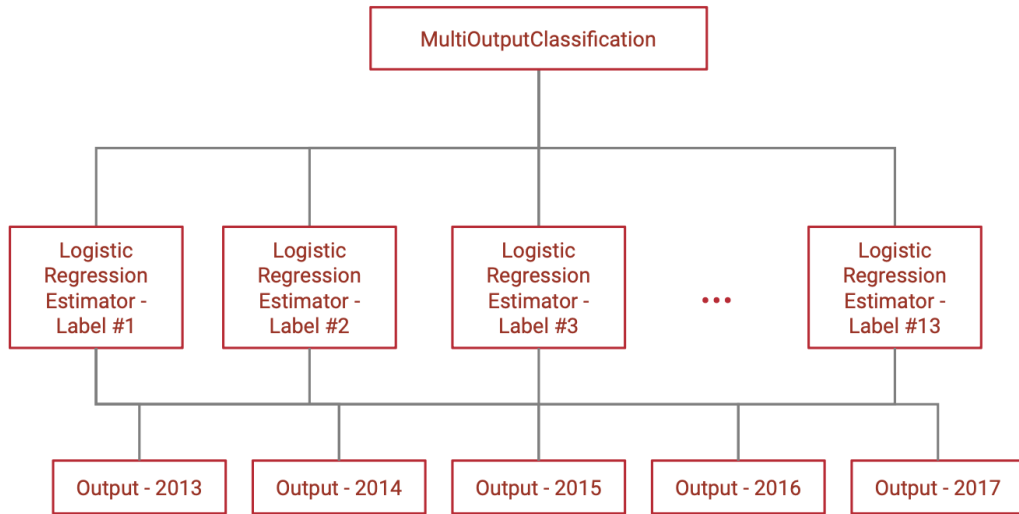 MultiOutputClassification
Logistic
Regression
Estimator -
Label #1
Logistic
Regression
Estimator -
Label #2
Logistic
Regression
Estimator -
Label #3
...
Logistic
Regression
Estimator -
Label #13
Output - 2013
Output - 2014
Output - 2015
Output - 2016
Output - 2017